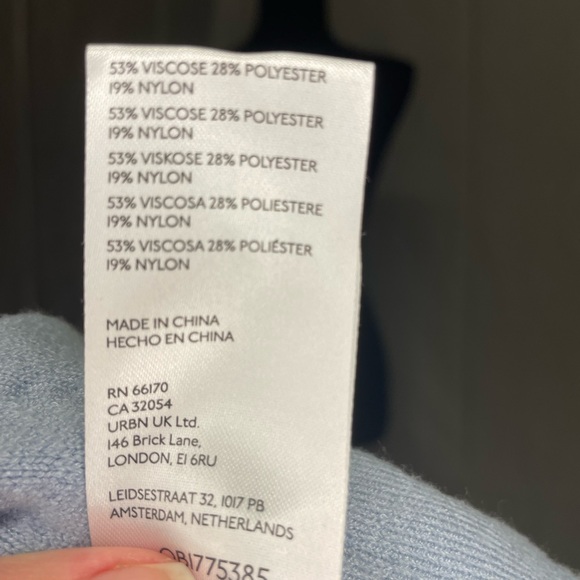 53% VISCOSE 28% POLYESTER
19% NYLON
53% VISCOSE 28% POLYESTER
19% NYLON
53% VISKOSE 28% POLYESTER
19% NYLON
53% VISCOSA 28% POLIESTERE
19% NYLON
53% VISCOSA 28% POLIÉSTER
19% NYLON
MADE IN CHINA
HECHO EN CHINA
RN 66170
CA 32054
URBN UK Ltd.
146 Brick Lane,
LONDON, E1 6RU
LEIDSESTRAAT 32, 1017 PB
AMSTERDAM, NETHERLANDS